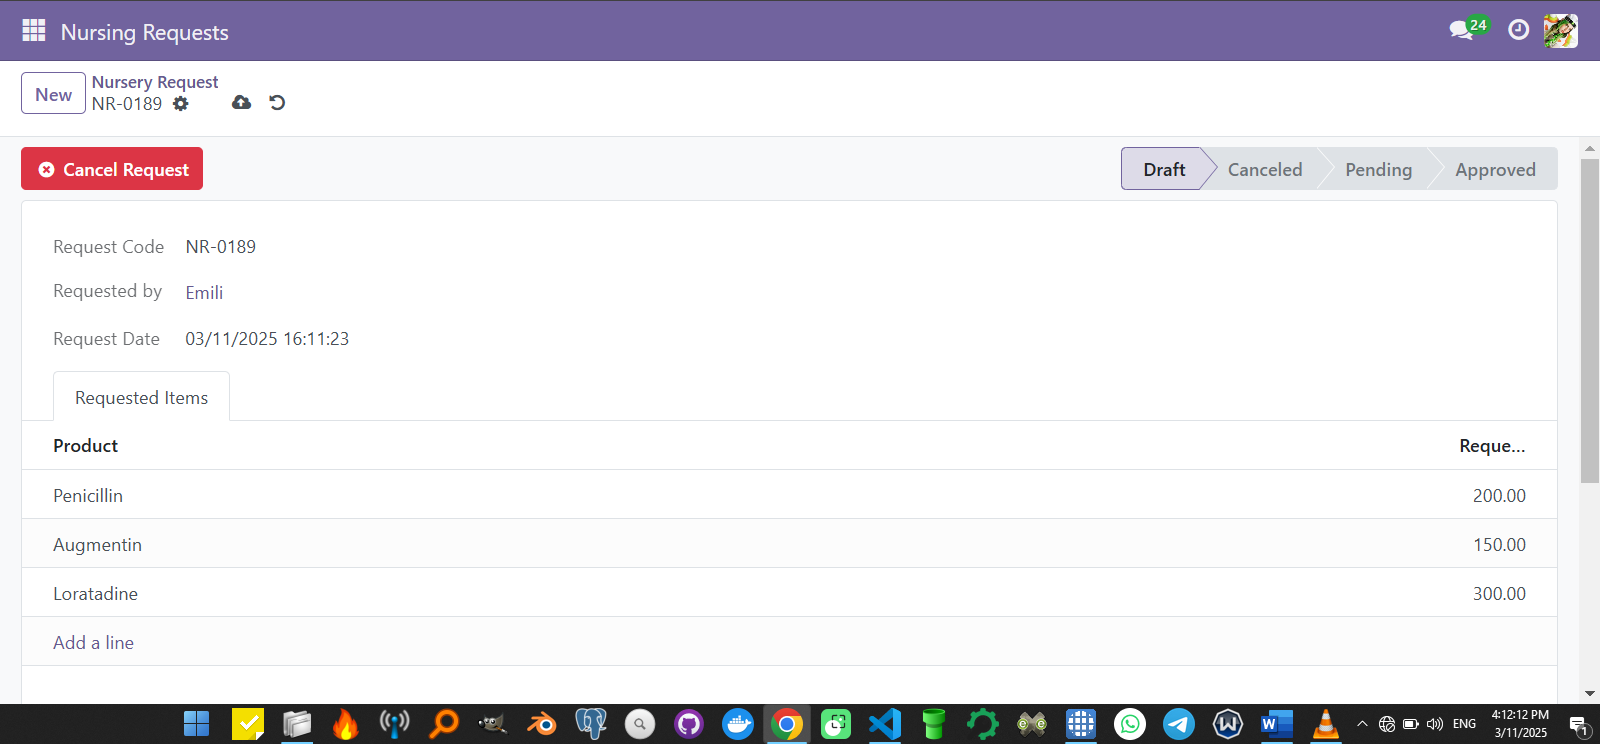 Nursing Requests
24
New
Nursery Request
NR-0189
Cancel Request
Draft
Canceled
Pending
Approved
Request Code NR-0189
Requested by Emili
Request Date 03/11/2025 16:11:23
Requested Items
Product Reque...
Penicillin 200.00
Augmentin 150.00
Loratadine 300.00
Add a line
ENG
4:12:12 PM
3/11/2025
1